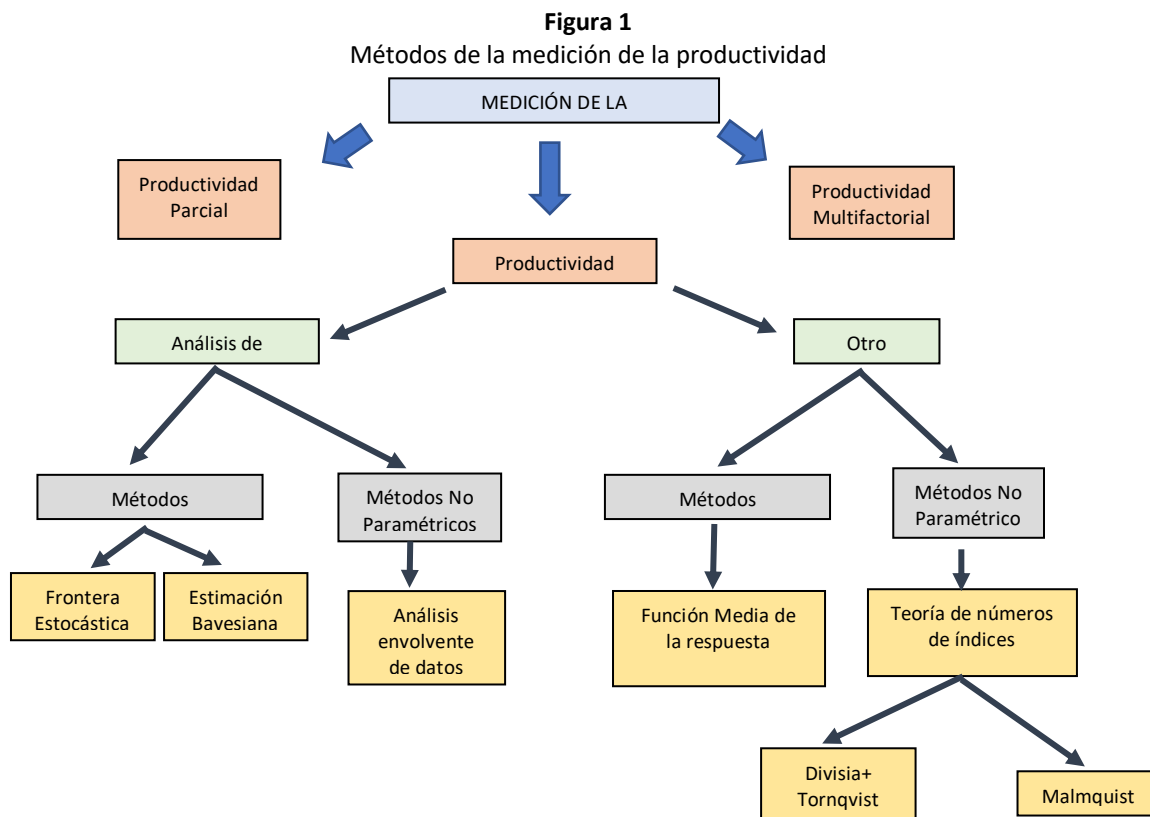 Figura 1
Métodos de la medición de la productividad
MEDICIÓN DE LA
Productividad
Parcial
Productividad
Multifactorial
Productividad
Análisis de
Otro
Métodos
Métodos No
Paramétricos
Métodos
Métodos No
Paramétrico
Frontera
Estocástica
Estimación
Bavesiana
Análisis
envolvente
de datos
Función Media de
la respuesta
Teoría de números
de índices
Divisia+
Tornqvist
Malmquist